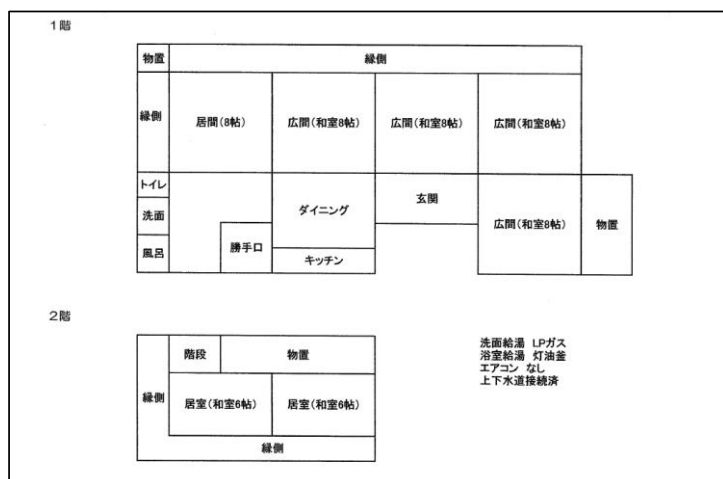 1階
物置
縁側
縁側
居間(8帖)
広間(和室8帖)
広間(和室8帖)
広間(和室8帖)
トイレ
洗面
風呂
勝手口
ダイニング
キッチン
玄関
広間(和室8帖)
物置
2階
縁側
階段
物置
居室(和室6帖)
居室(和室6帖)
縁側
洗面給湯 LPガス
浴室給湯 灯油釜
エアコン なし
上下水道接続済